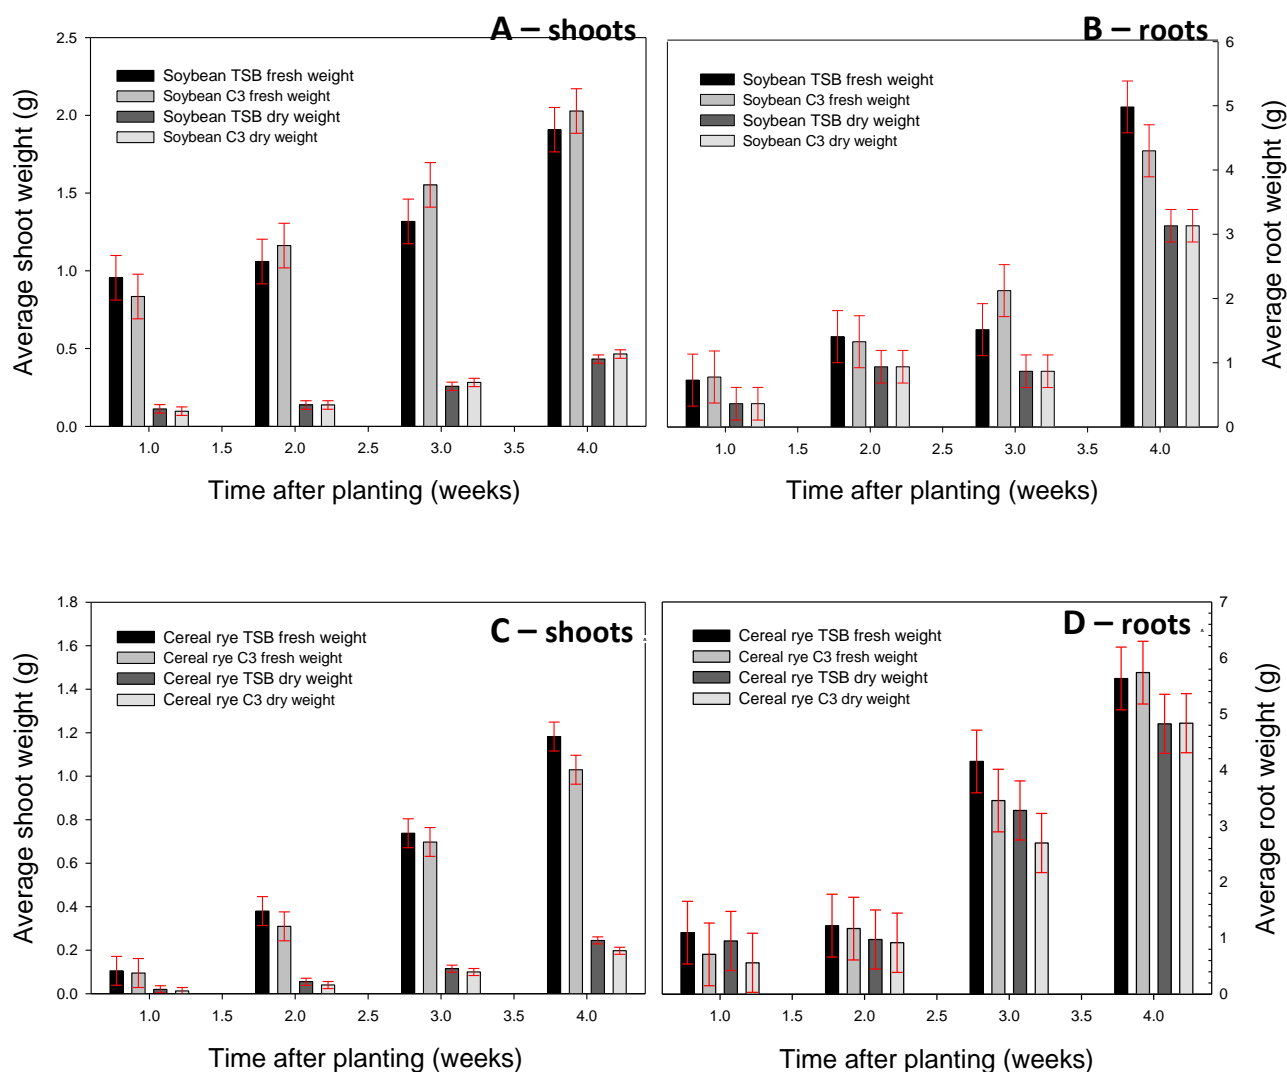 A – shoots
2.5
2.0
1.5
1.0
0.5
0.0
Average shoot weight (g)
Soybean TSB fresh weight
Soybean C3 fresh weight
Soybean TSB dry weight
Soybean C3 dry weight
1.0 1.5 2.0 2.5 3.0 3.5 4.0
Time after planting (weeks)
B – roots
Soybean TSB fresh weight
Soybean C3 fresh weight
Soybean TSB dry weight
Soybean C3 dry weight
6
5
4
3
2
1
0
Average root weight (g)
1.0 1.5 2.0 2.5 3.0 3.5 4.0
Time after planting (weeks)
C – shoots
1.8
1.6
1.4
1.2
1.0
0.8
0.6
0.4
0.2
0.0
Average shoot weight (g)
Cereal rye TSB fresh weight
Cereal rye C3 fresh weight
Cereal rye TSB dry weight
Cereal rye C3 dry weight
1.0 1.5 2.0 2.5 3.0 3.5 4.0
Time after planting (weeks)
D – roots
Cereal rye TSB fresh weight
Cereal rye C3 fresh weight
Cereal rye TSB dry weight
Cereal rye C3 dry weight
7
6
5
4
3
2
1
0
Average root weight (g)
1.0 1.5 2.0 2.5 3.0 3.5 4.0
Time after planting (weeks)